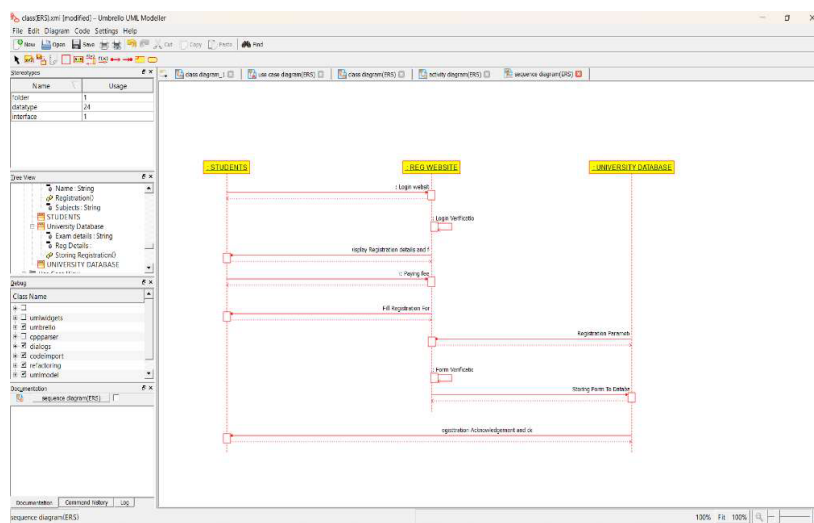 class(ERS).xmi [modified] - Umbrello UML Modeller
File Edit Diagram Code Settings Help
New Open Save Cut Copy Paste Find
Stereotypes
class diagram_1 use case diagram(ERS) class diagram(ERS) activity diagram(ERS) sequence diagram(ERS)
Name Usage
folder 1
datatype 24
interface 1
: STUDENTS : REG WEBSITE : UNIVERSITY DATABASE
Tree View
Name : String
Registration()
Subjects : String
STUDENTS
University Database
Exam details : String
Reg Details :
Storing Registration()
UNIVERSITY DATABASE
: Login websit
: Login Verificatio
isplay Registration details and f
: Paying fee
Fill Registration For
Registration Paramob
: Form Verificatic
Storing Form To Databa
egistration Acknowledgement and de
Debug
Class Name
umlwidgets
umbrello
cppparser
dialogs
codeimport
refactoring
umlmodel
Documentation
sequence diagram(ERS)
Documentation Command history Log
sequence diagram(ERS) 100% Fit 100%